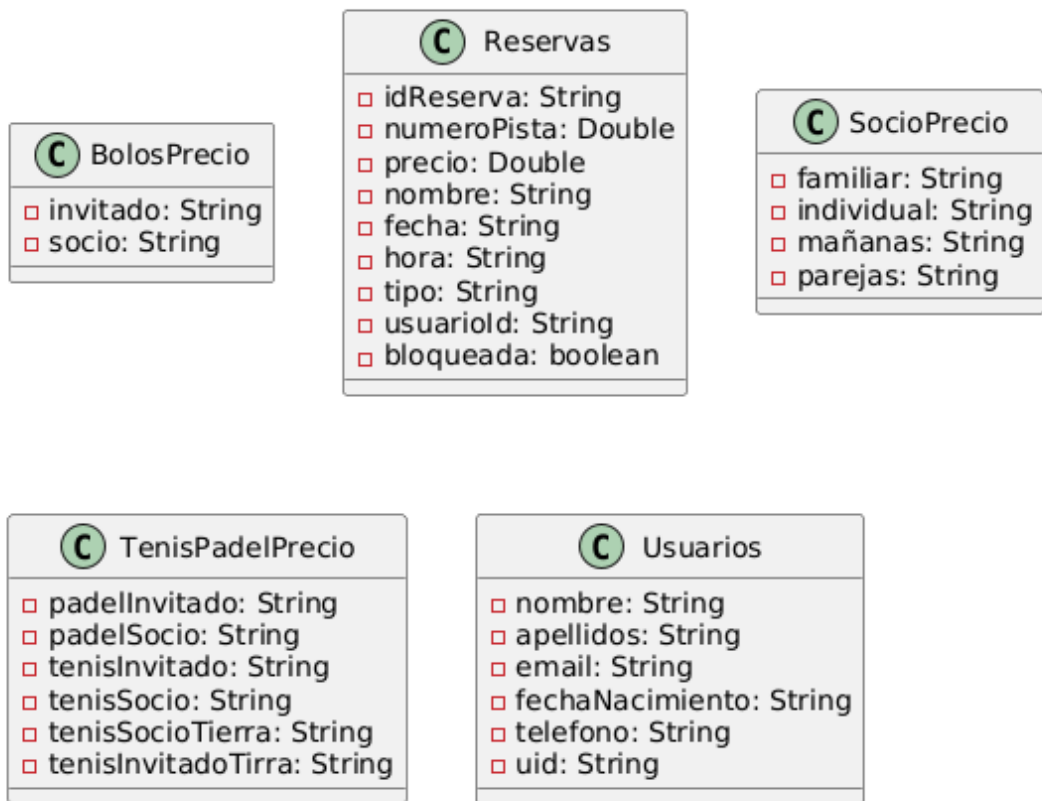 C BolosPrecio
invitado: String
socio: String
C Reservas
idReserva: String
numeroPista: Double
precio: Double
nombre: String
fecha: String
hora: String
tipo: String
usuarioId: String
bloqueada: boolean
C SocioPrecio
familiar: String
individual: String
mañanas: String
parejas: String
C TenisPadelPrecio
padelInvitado: String
padelSocio: String
tenisInvitado: String
tenisSocio: String
tenisSocioTierra: String
tenisInvitadoTirra: String
C Usuarios
nombre: String
apellidos: String
email: String
fechaNacimiento: String
telefono: String
uid: String